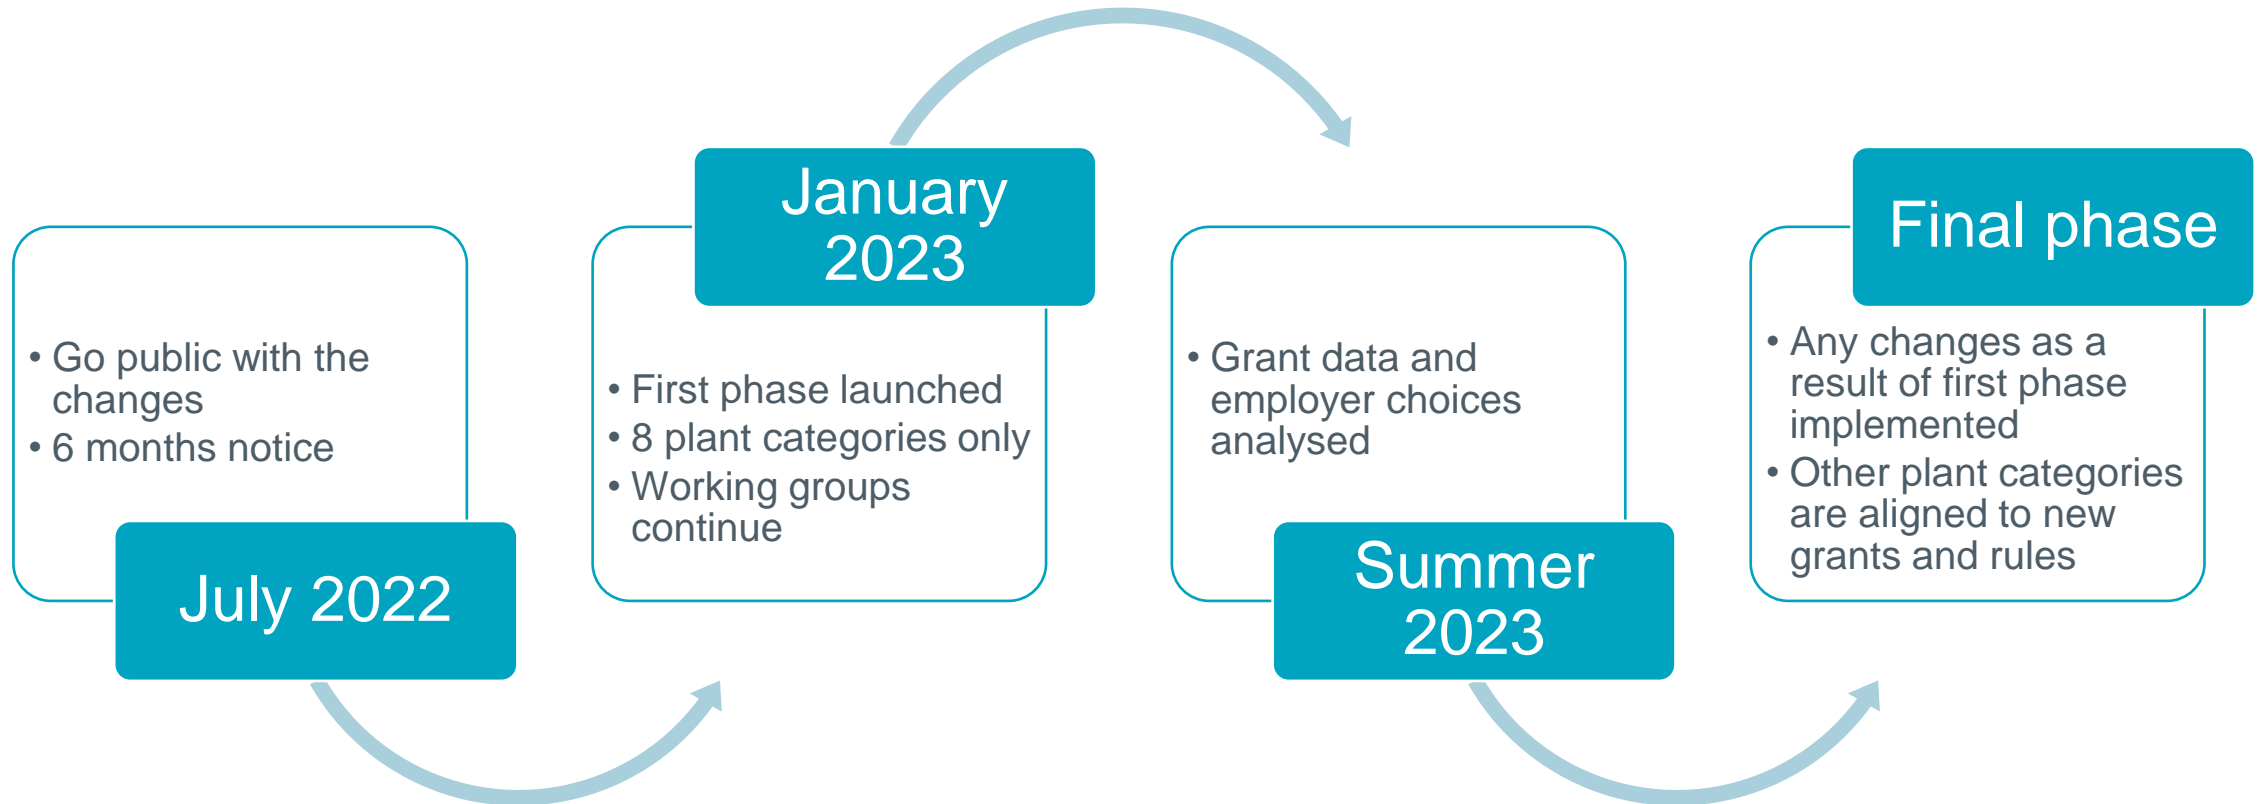 • Go public with the
changes
• 6 months notice
July 2022
January
2023
• First phase launched
• 8 plant categories only
• Working groups
continue
• Grant data and
employer choices
analysed
Summer
2023
Final phase
• Any changes as a
result of first phase
implemented
• Other plant categories
are aligned to new
grants and rules